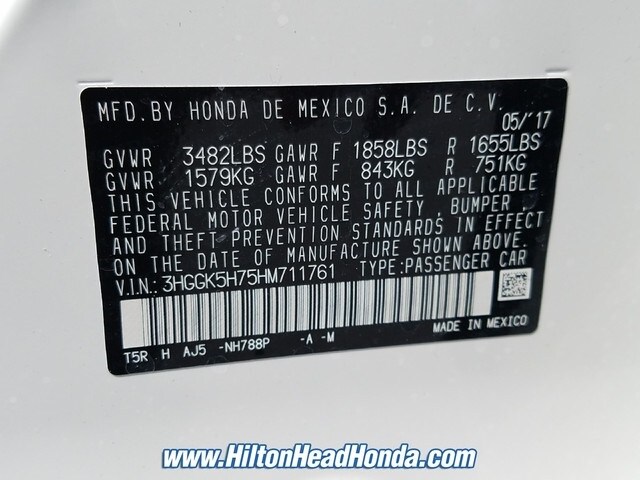 MFD.BY HONDA DE MEXICO S.A. DE C.V.
05/'17
GVWR 3482LBS GAWR F 1858LBS R 1655LBS
GVWR 1579KG GAWR F 843KG R 751KG
THIS VEHICLE CONFORMS TO ALL APPLICABLE
FEDERAL MOTOR VEHICLE SAFETY, BUMPER,
AND THEFT PREVENTION STANDARDS IN EFFECT
ON THE DATE OF MANUFACTURE SHOWN ABOVE.
V.I.N.: 3HGGK5H75HM711761 TYPE:PASSENGER CAR
MADE IN MEXICO
T5R H AJ5 -NH788P -A -M
www.HiltonHeadHonda.com